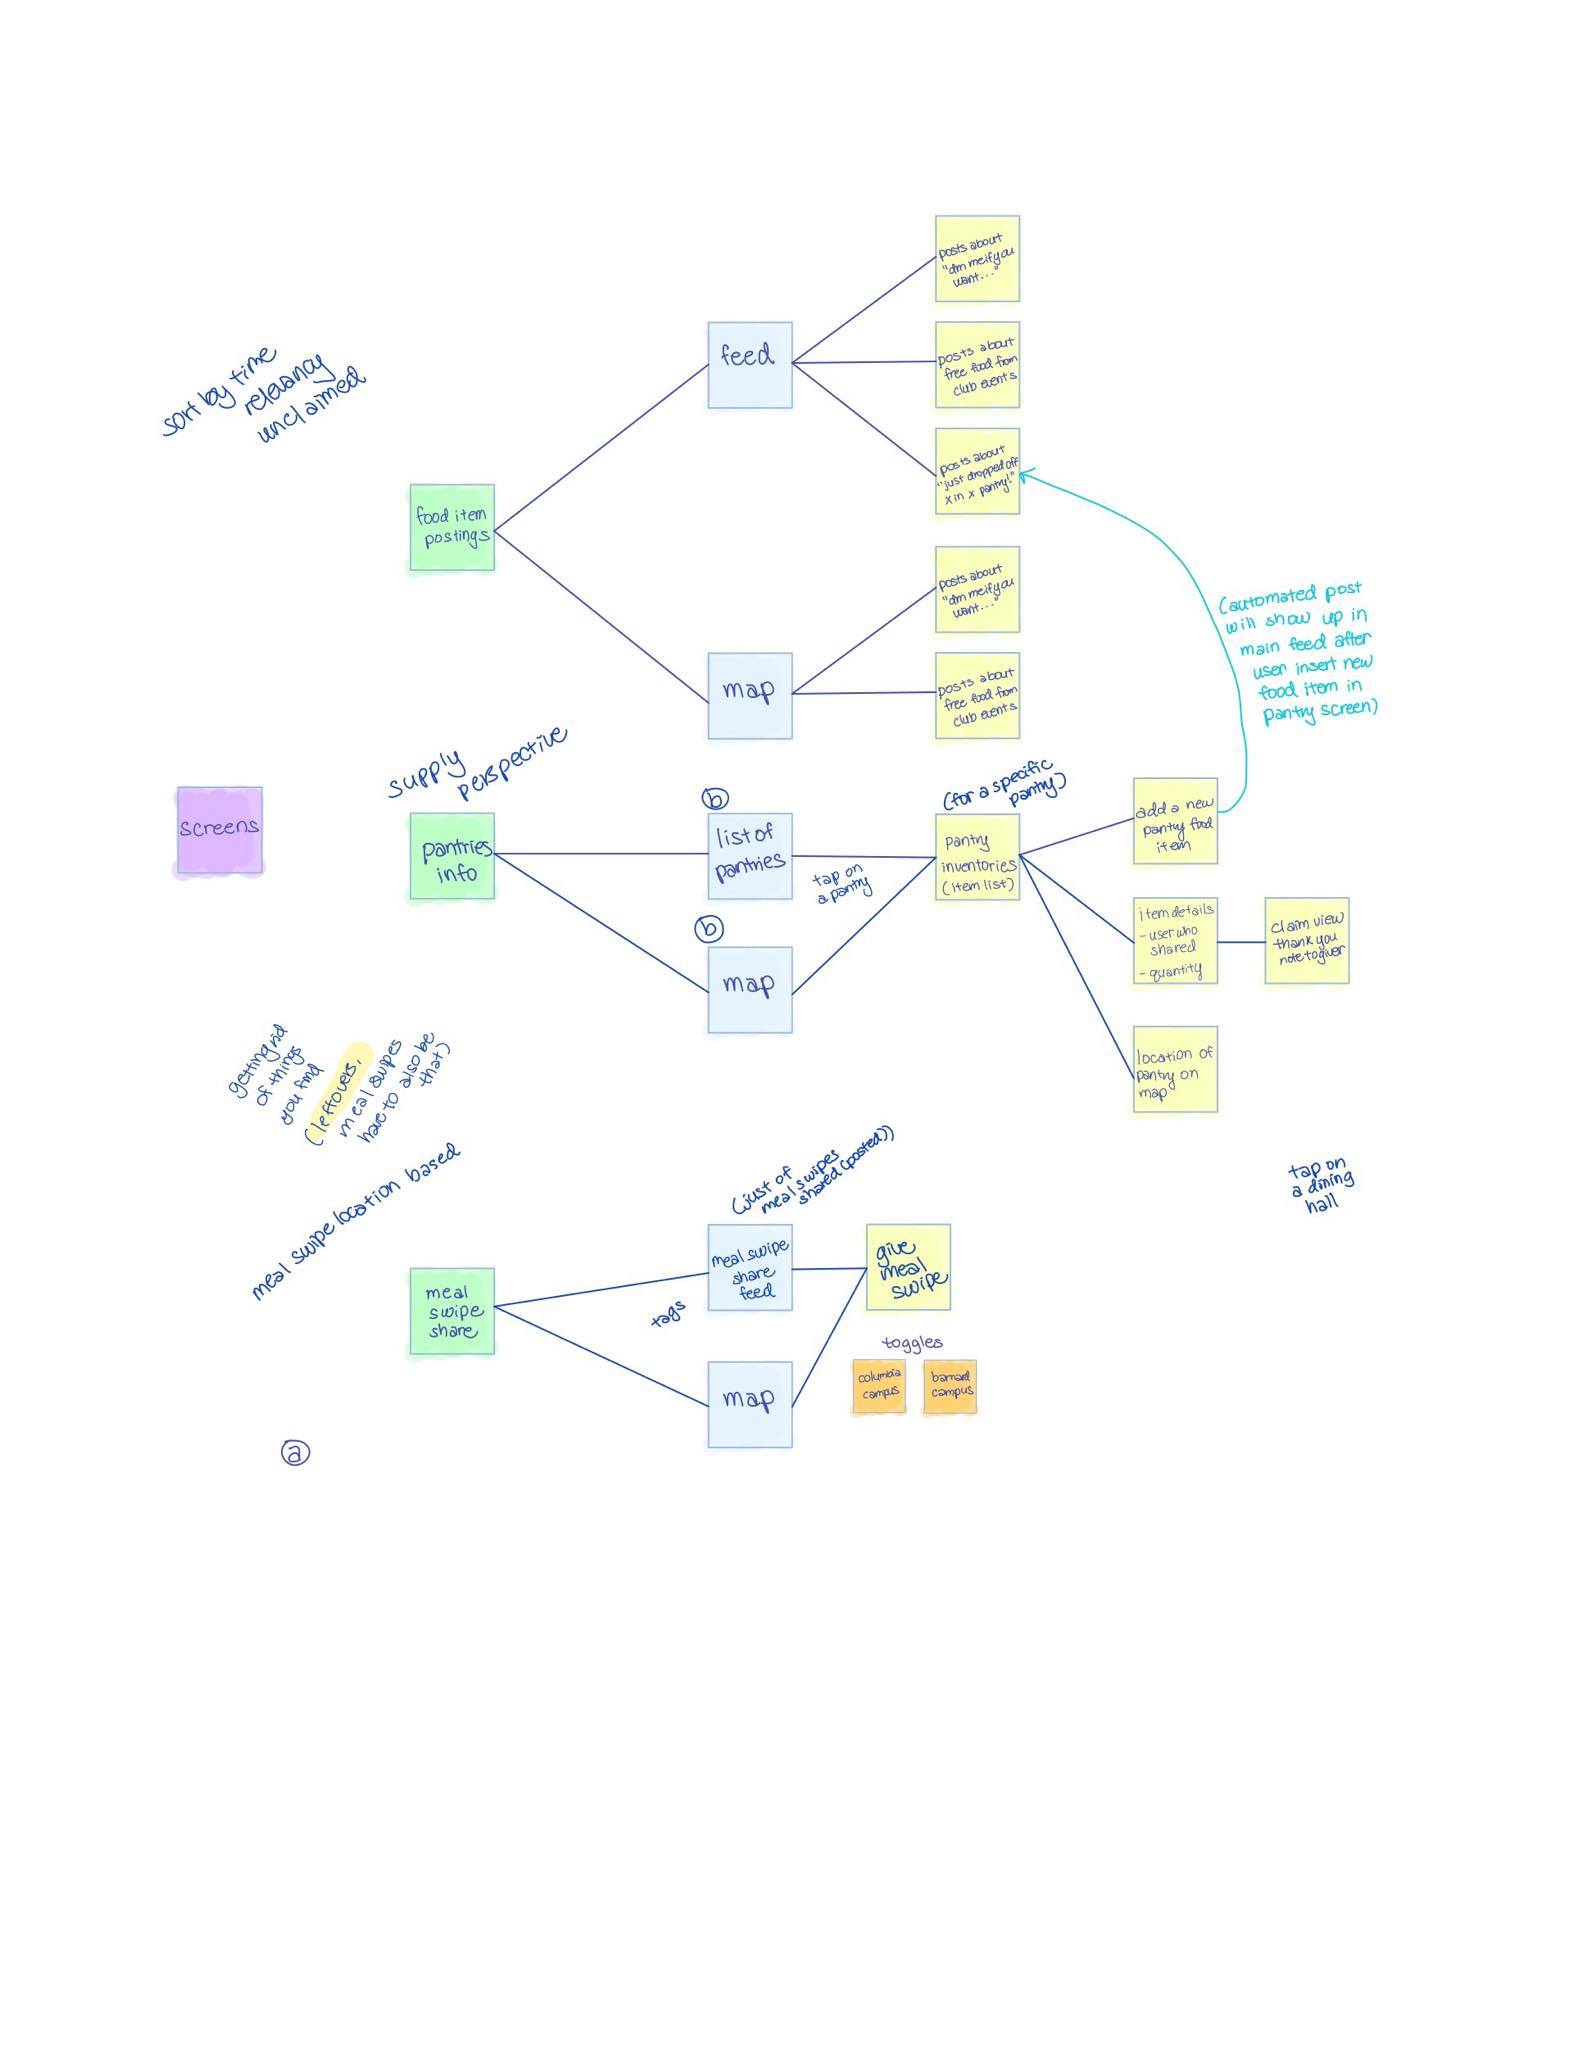 posts about
"dm me if you
want..."
feed
posts about
free food from
club events
sort by time
relevancy
unclaimed
posts about
"just dropped off
x in x pantry!"
food item
postings
posts about
"dm me if you
want..."
(automated post
will show up in
main feed after
user insert new
food item in
pantry screen)
map
posts about
free food from
club events
supply
perspective
screens
pantries
info
b
list of
pantries
tap on
a pantry
(for a specific
pantry)
pantry
inventories
(item list)
add a new
pantry food
item
b
map
item details
- user who
shared
- quantity
claim view
thank you
note to giver
location of
pantry on
map
getting rid
of things
you find
(leftovers,
meal swipes
have to also be
that)
meal swipe location based
meal swipes
shared (posted))
tap on
a dining
hall
meal
swipe
share
tags
meal swipe
share
feed
give
meal
swipe
toggles
columbia
campus
barnard
campus
map
a